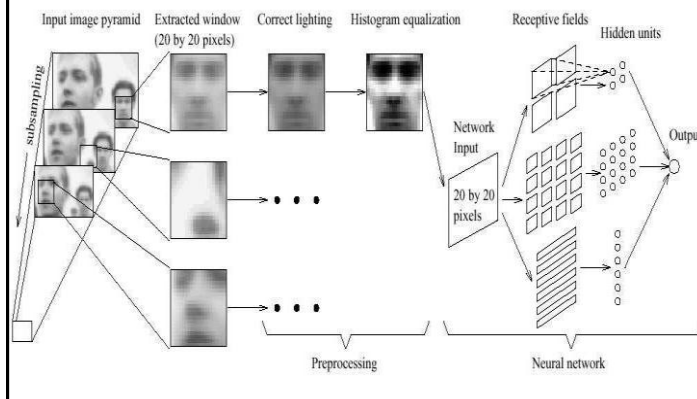 Input image pyramid
Extracted window
(20 by 20 pixels)
Correct lighting
Histogram equalization
Receptive fields
Hidden units
subsampling
Network
Input
Output
20 by 20
pixels
Preprocessing
Neural network